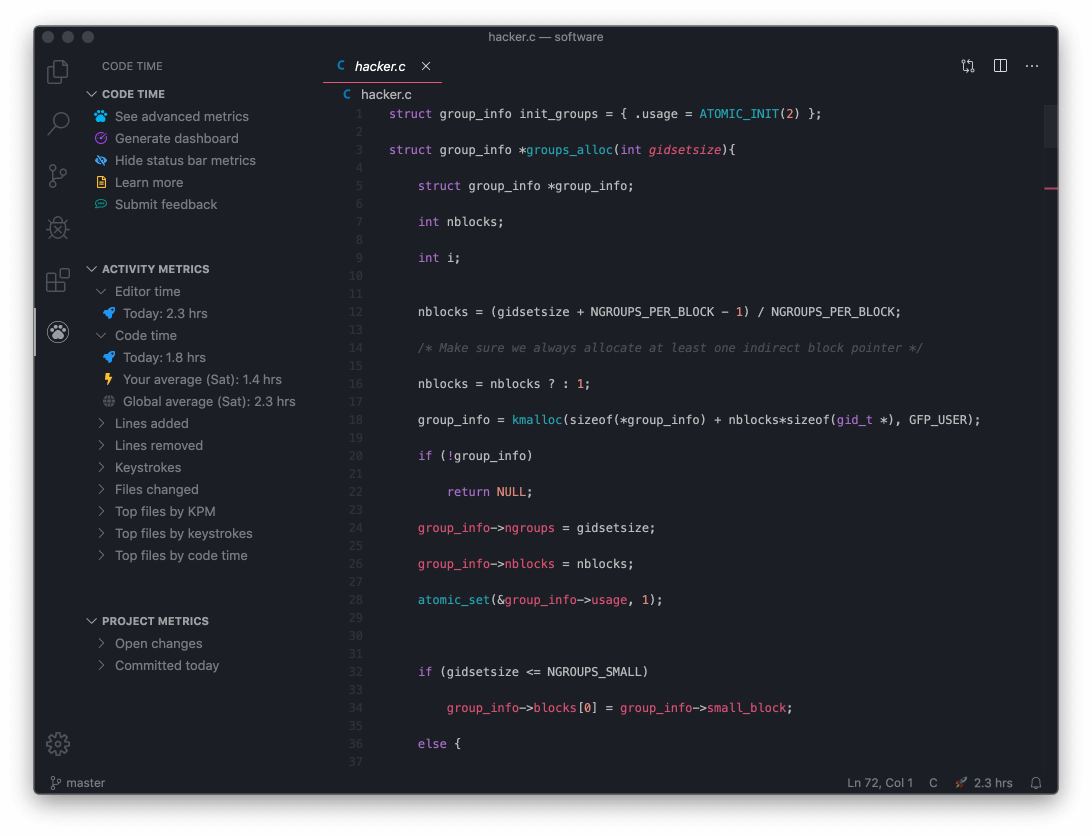 hacker.c — software
CODE TIME
CODE TIME
See advanced metrics
Generate dashboard
Hide status bar metrics
Learn more
Submit feedback
ACTIVITY METRICS
Editor time
Today: 2.3 hrs
Code time
Today: 1.8 hrs
Your average (Sat): 1.4 hrs
Global average (Sat): 2.3 hrs
Lines added
Lines removed
Keystrokes
Files changed
Top files by KPM
Top files by keystrokes
Top files by code time
PROJECT METRICS
Open changes
Committed today
C hacker.c ×
C hacker.c
1 struct group_info init_groups = { .usage = ATOMIC_INIT(2) };
2
3 struct group_info *groups_alloc(int gidsetsize){
4
5 struct group_info *group_info;
6
7 int nblocks;
8
9 int i;
10
11
12 nblocks = (gidsetsize + NGROUPS_PER_BLOCK - 1) / NGROUPS_PER_BLOCK;
13
14 /* Make sure we always allocate at least one indirect block pointer */
15
16 nblocks = nblocks ? : 1;
17
18 group_info = kmalloc(sizeof(*group_info) + nblocks*sizeof(gid_t *), GFP_USER);
19
20 if (!group_info)
21
22 return NULL;
23
24 group_info->ngroups = gidsetsize;
25
26 group_info->nblocks = nblocks;
27
28 atomic_set(&group_info->usage, 1);
29
30
31
32 if (gidsetsize <= NGROUPS_SMALL)
33
34 group_info->blocks[0] = group_info->small_block;
35
36 else {
37
master
Ln 72, Col 1 C 2.3 hrs